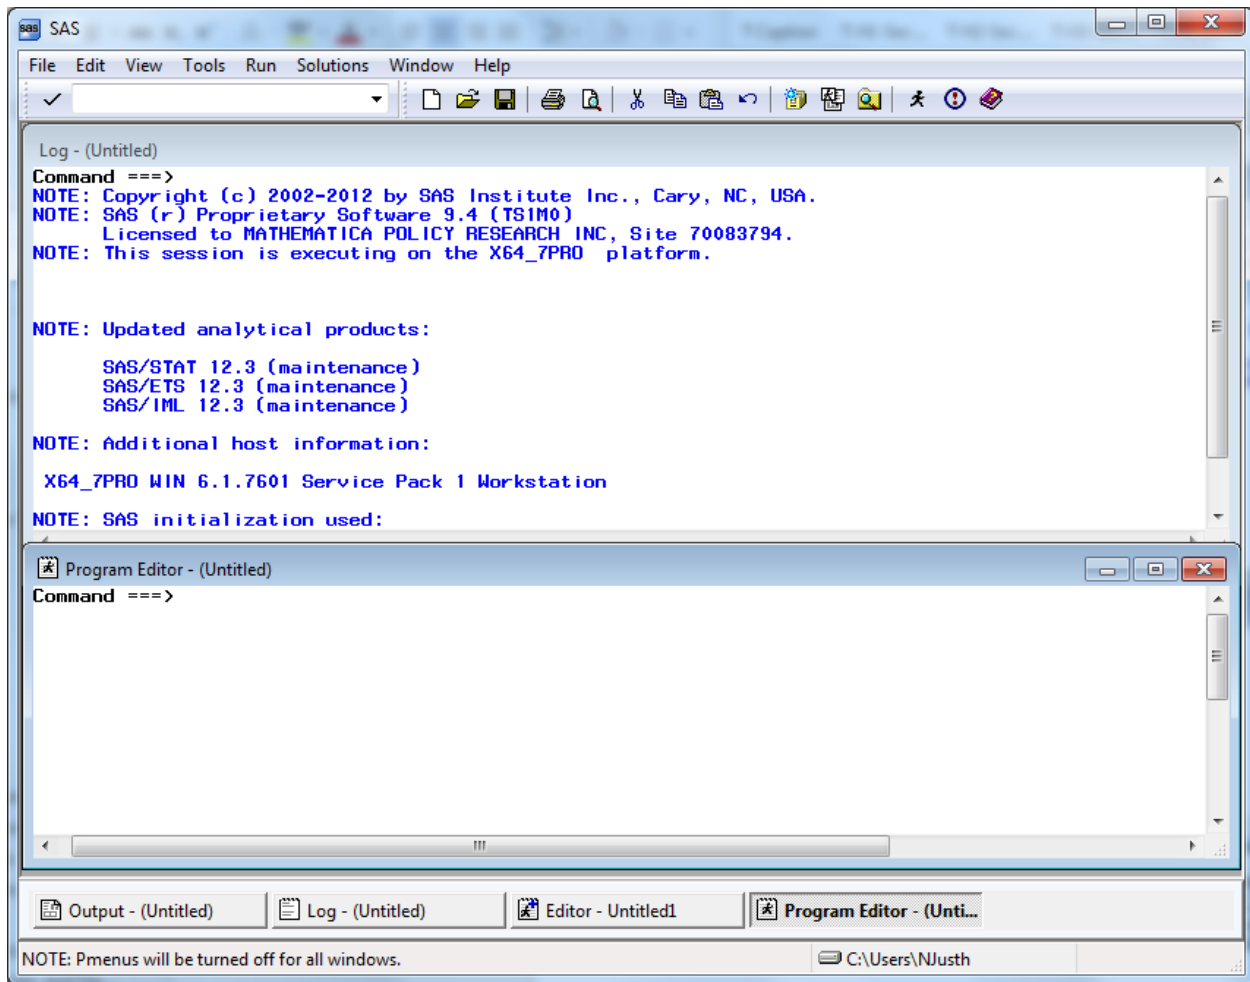 SAS
File Edit View Tools Run Solutions Window Help
Log - (Untitled)
Command ===>
NOTE: Copyright (c) 2002-2012 by SAS Institute Inc., Cary, NC, USA.
NOTE: SAS (r) Proprietary Software 9.4 (TS1M0)
Licensed to MATHEMATICA POLICY RESEARCH INC, Site 70083794.
NOTE: This session is executing on the X64_7PRO platform.
NOTE: Updated analytical products:
SAS/STAT 12.3 (maintenance)
SAS/ETS 12.3 (maintenance)
SAS/IML 12.3 (maintenance)
NOTE: Additional host information:
X64_7PRO WIN 6.1.7601 Service Pack 1 Workstation
NOTE: SAS initialization used:
Program Editor - (Untitled)
Command ===>
Output - (Untitled) Log - (Untitled) Editor - Untitled1 Program Editor - (Unti...
NOTE: Pmenus will be turned off for all windows. C:\Users\NJusth